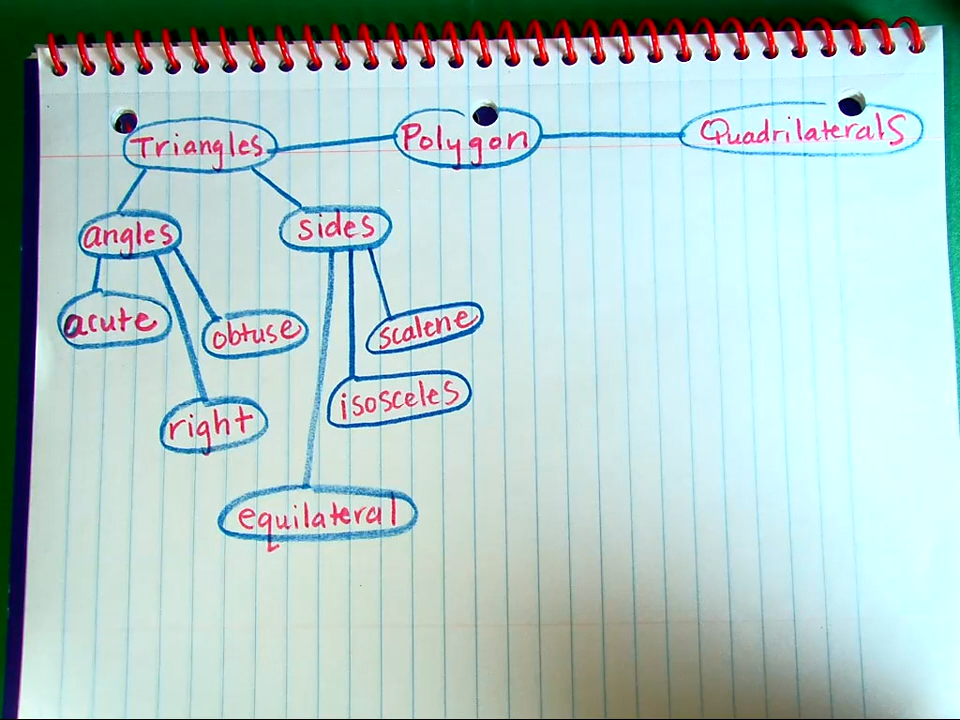 Triangles
Polygon
Quadrilaterals
angles
sides
acute
obtuse
scalene
right
isosceles
equilateral